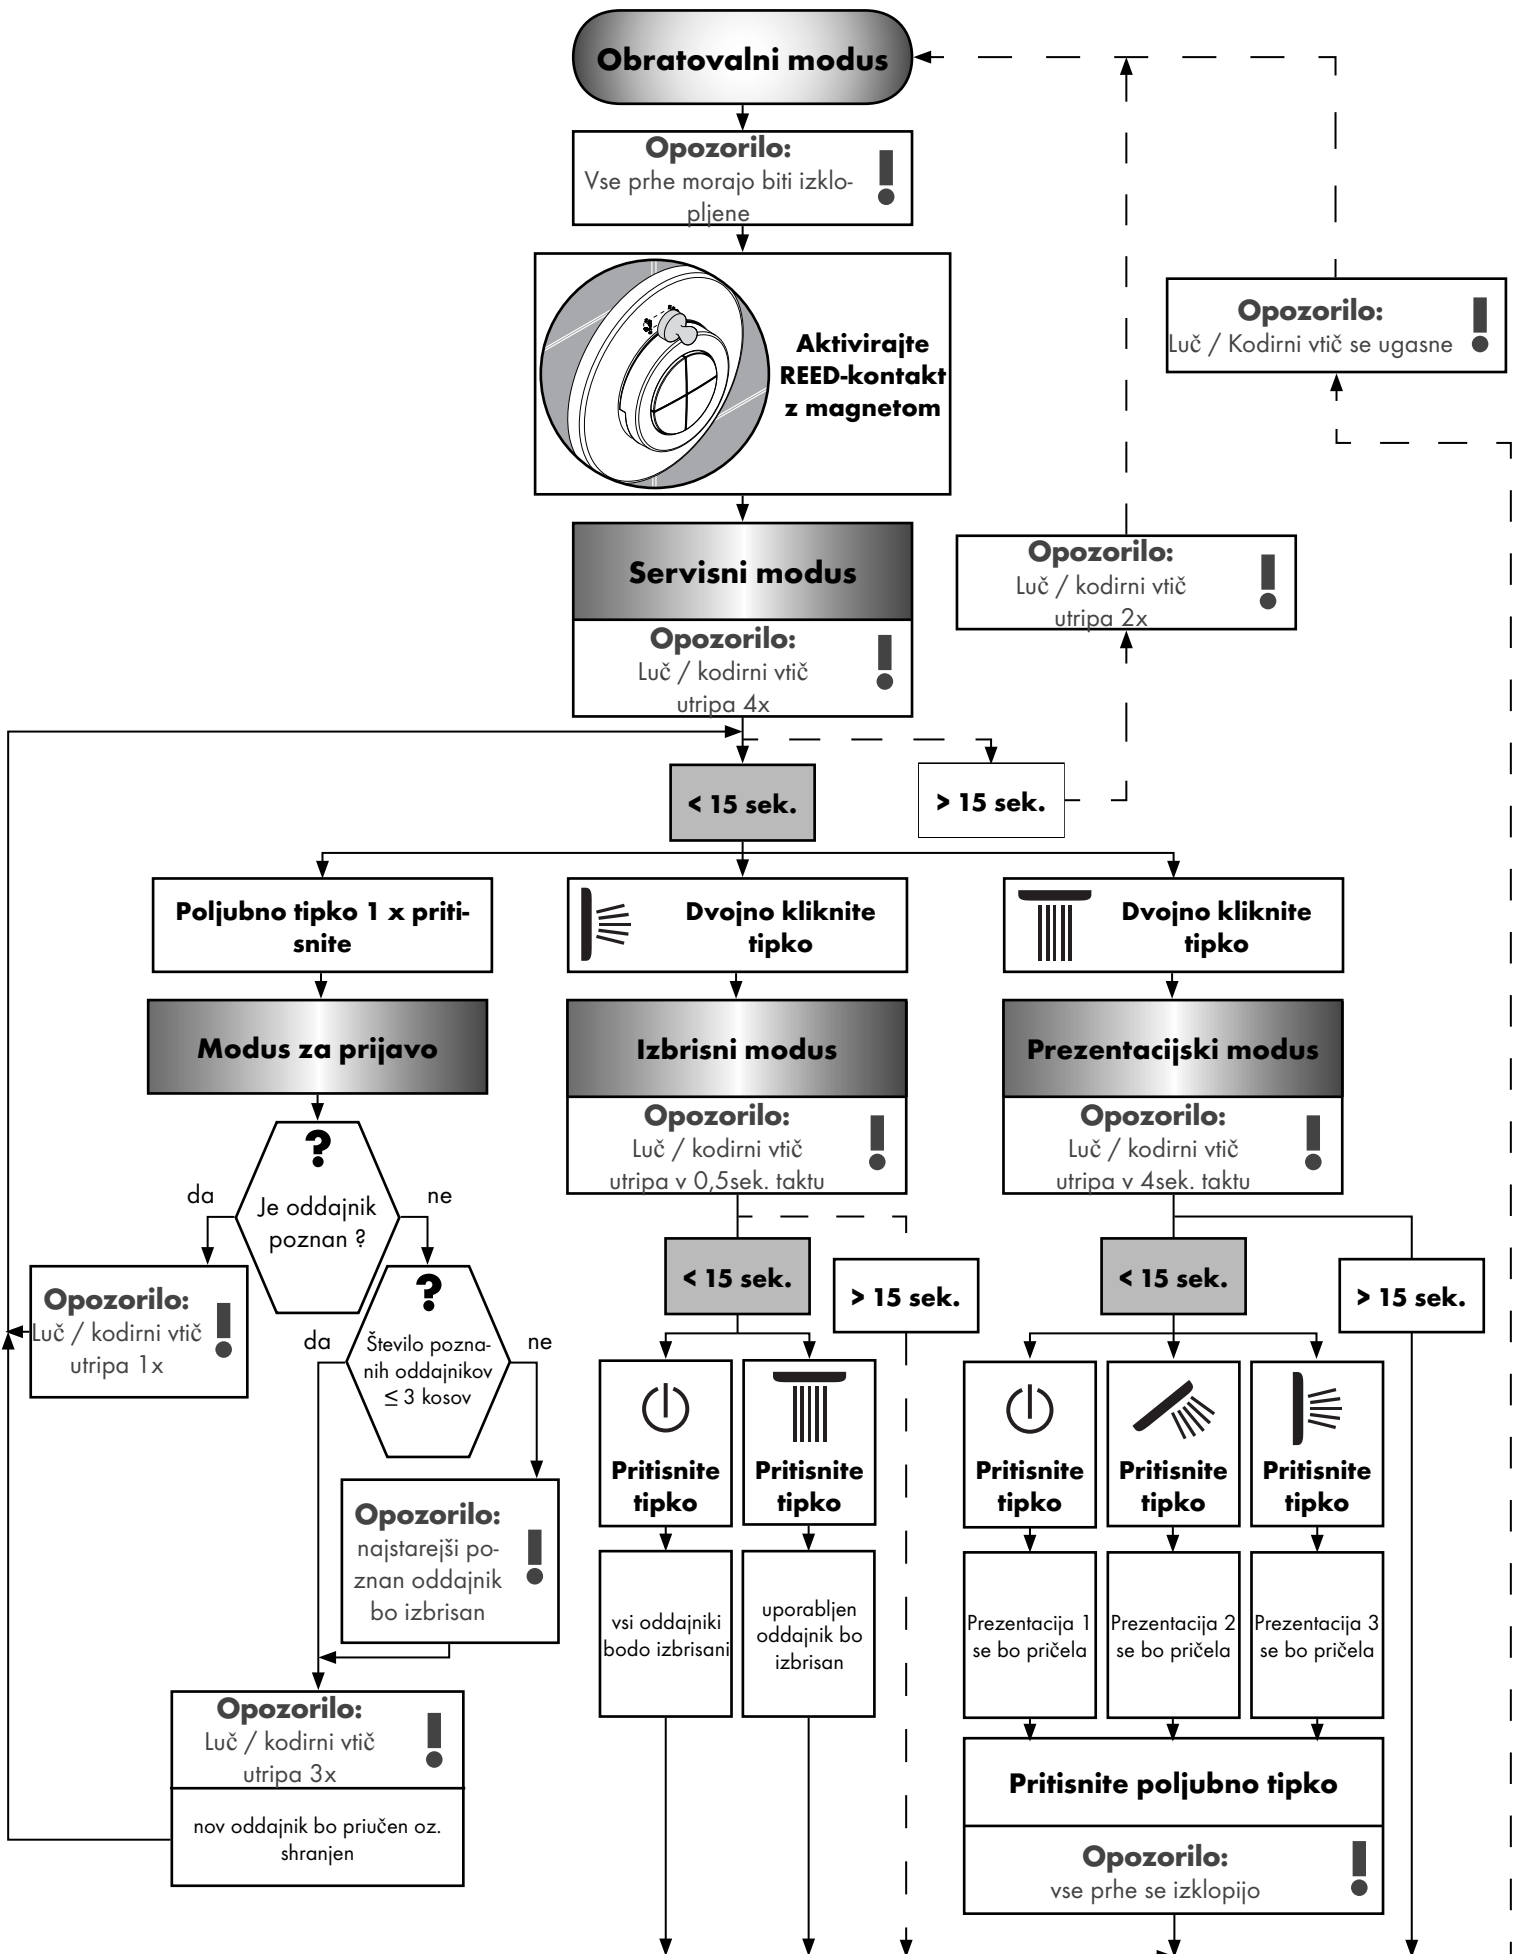 Obratovalni modus
Opozorilo:
Vse prhe morajo biti izklo-
pljene
Aktivirajte
REED-kontakt
z magnetom
Opozorilo:
Luč / Kodirni vtič se ugasne
Servisni modus
Opozorilo:
Luč / kodirni vtič
utripa 4x
Opozorilo:
Luč / kodirni vtič
utripa 2x
< 15 sek.
> 15 sek.
Poljubno tipko 1 x priti-
snite
Dvojno kliknite
tipko
Dvojno kliknite
tipko
Modus za prijavo
Izbrisni modus
Opozorilo:
Luč / kodirni vtič
utripa v 0,5sek. taktu
Prezentacijski modus
Opozorilo:
Luč / kodirni vtič
utripa v 4sek. taktu
?
Je oddajnik
poznan ?
da
ne
Opozorilo:
Luč / kodirni vtič
utripa 1x
?
Število pozna-
nih oddajnikov
≤ 3 kosov
da
ne
Opozorilo:
najstarejši po-
znan oddajnik
bo izbrisan
Opozorilo:
Luč / kodirni vtič
utripa 3x
nov oddajnik bo priučen oz.
shranjen
< 15 sek.
> 15 sek.
Pritisnite
tipko
Pritisnite
tipko
vsi oddajniki
bodo izbrisani
uporabljen
oddajnik bo
izbrisan
< 15 sek.
> 15 sek.
Pritisnite
tipko
Pritisnite
tipko
Pritisnite
tipko
Prezentacija 1
se bo pričela
Prezentacija 2
se bo pričela
Prezentacija 3
se bo pričela
Pritisnite poljubno tipko
Opozorilo:
vse prhe se izklopijo